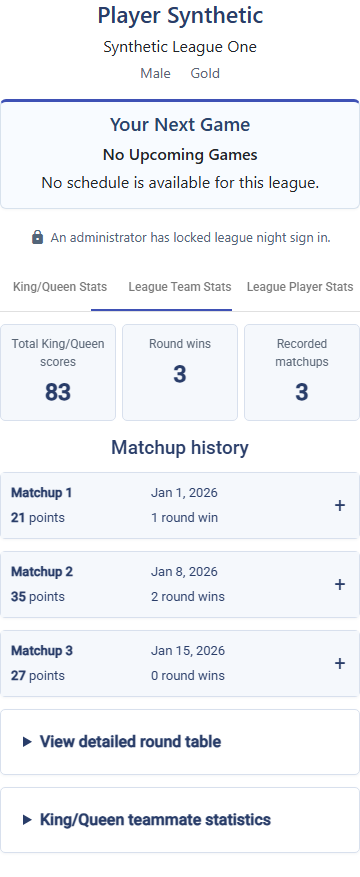 Player Synthetic
Synthetic League One
Male Gold
Your Next Game
No Upcoming Games
No schedule is available for this league.
An administrator has locked league night sign in.
King/Queen Stats League Team Stats League Player Stats
Total King/Queen scores
83
Round wins
3
Recorded matchups
3
Matchup history
Matchup 1 Jan 1, 2026
21 points 1 round win
+
Matchup 2 Jan 8, 2026
35 points 2 round wins
+
Matchup 3 Jan 15, 2026
27 points 0 round wins
+
View detailed round table
King/Queen teammate statistics